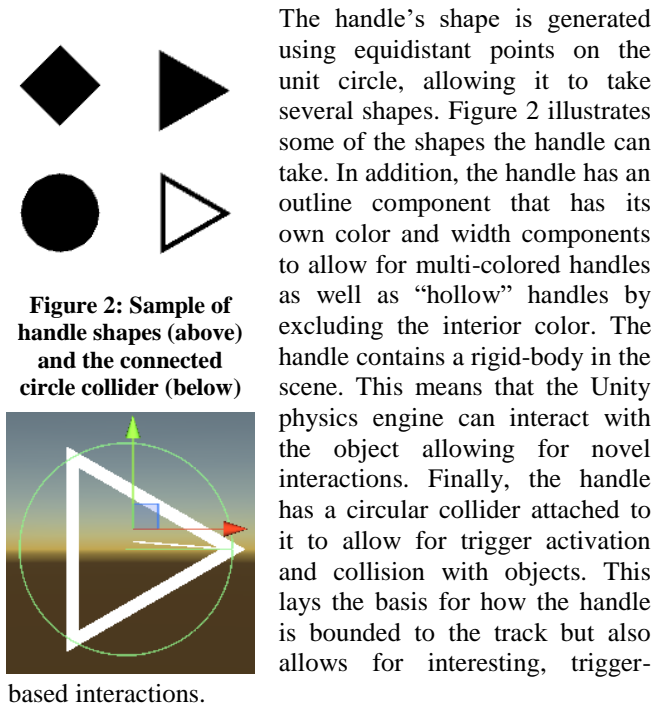 The handle’s shape is generated
using equidistant points on the
unit circle, allowing it to take
several shapes. Figure 2 illustrates
some of the shapes the handle can
take. In addition, the handle has an
outline component that has its
own color and width components
to allow for multi-colored handles
as well as “hollow” handles by
excluding the interior color. The
handle contains a rigid-body in the
scene. This means that the Unity
physics engine can interact with
the object allowing for novel
interactions. Finally, the handle
has a circular collider attached to
it to allow for trigger activation
and collision with objects. This
lays the basis for how the handle
is bounded to the track but also
allows for interesting, trigger-
based interactions.
Figure 2: Sample of
handle shapes (above)
and the connected
circle collider (below)